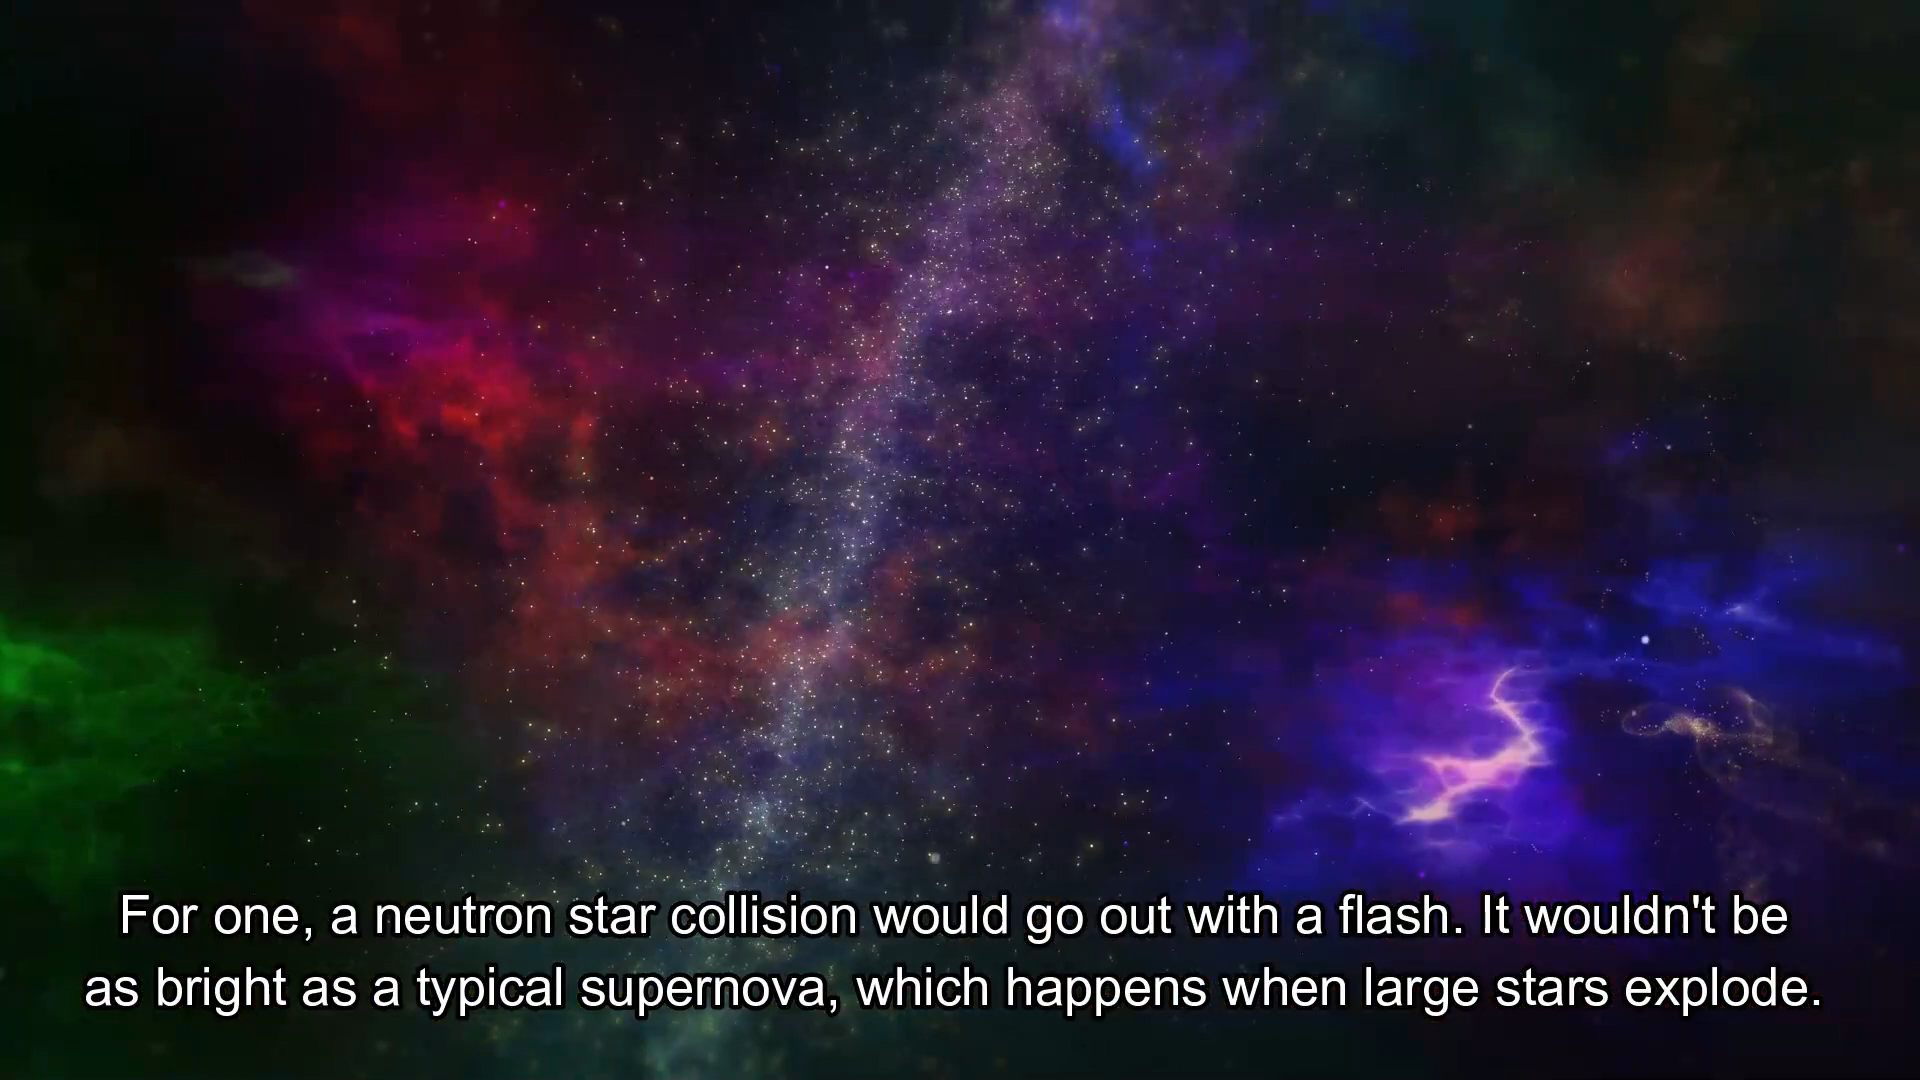 For one, a neutron star collision would go out with a flash. It wouldn't be
as bright as a typical supernova, which happens when large stars explode.